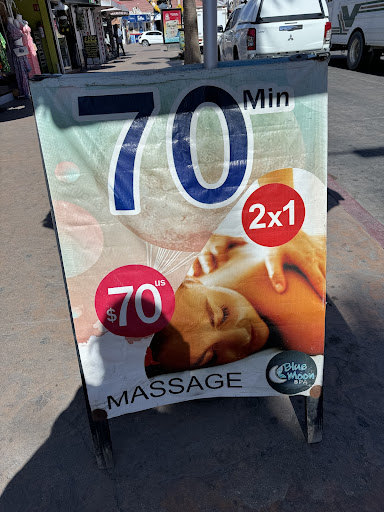 70 Min
2x1
$70 us
MASSAGE
Blue
Moon
SPA